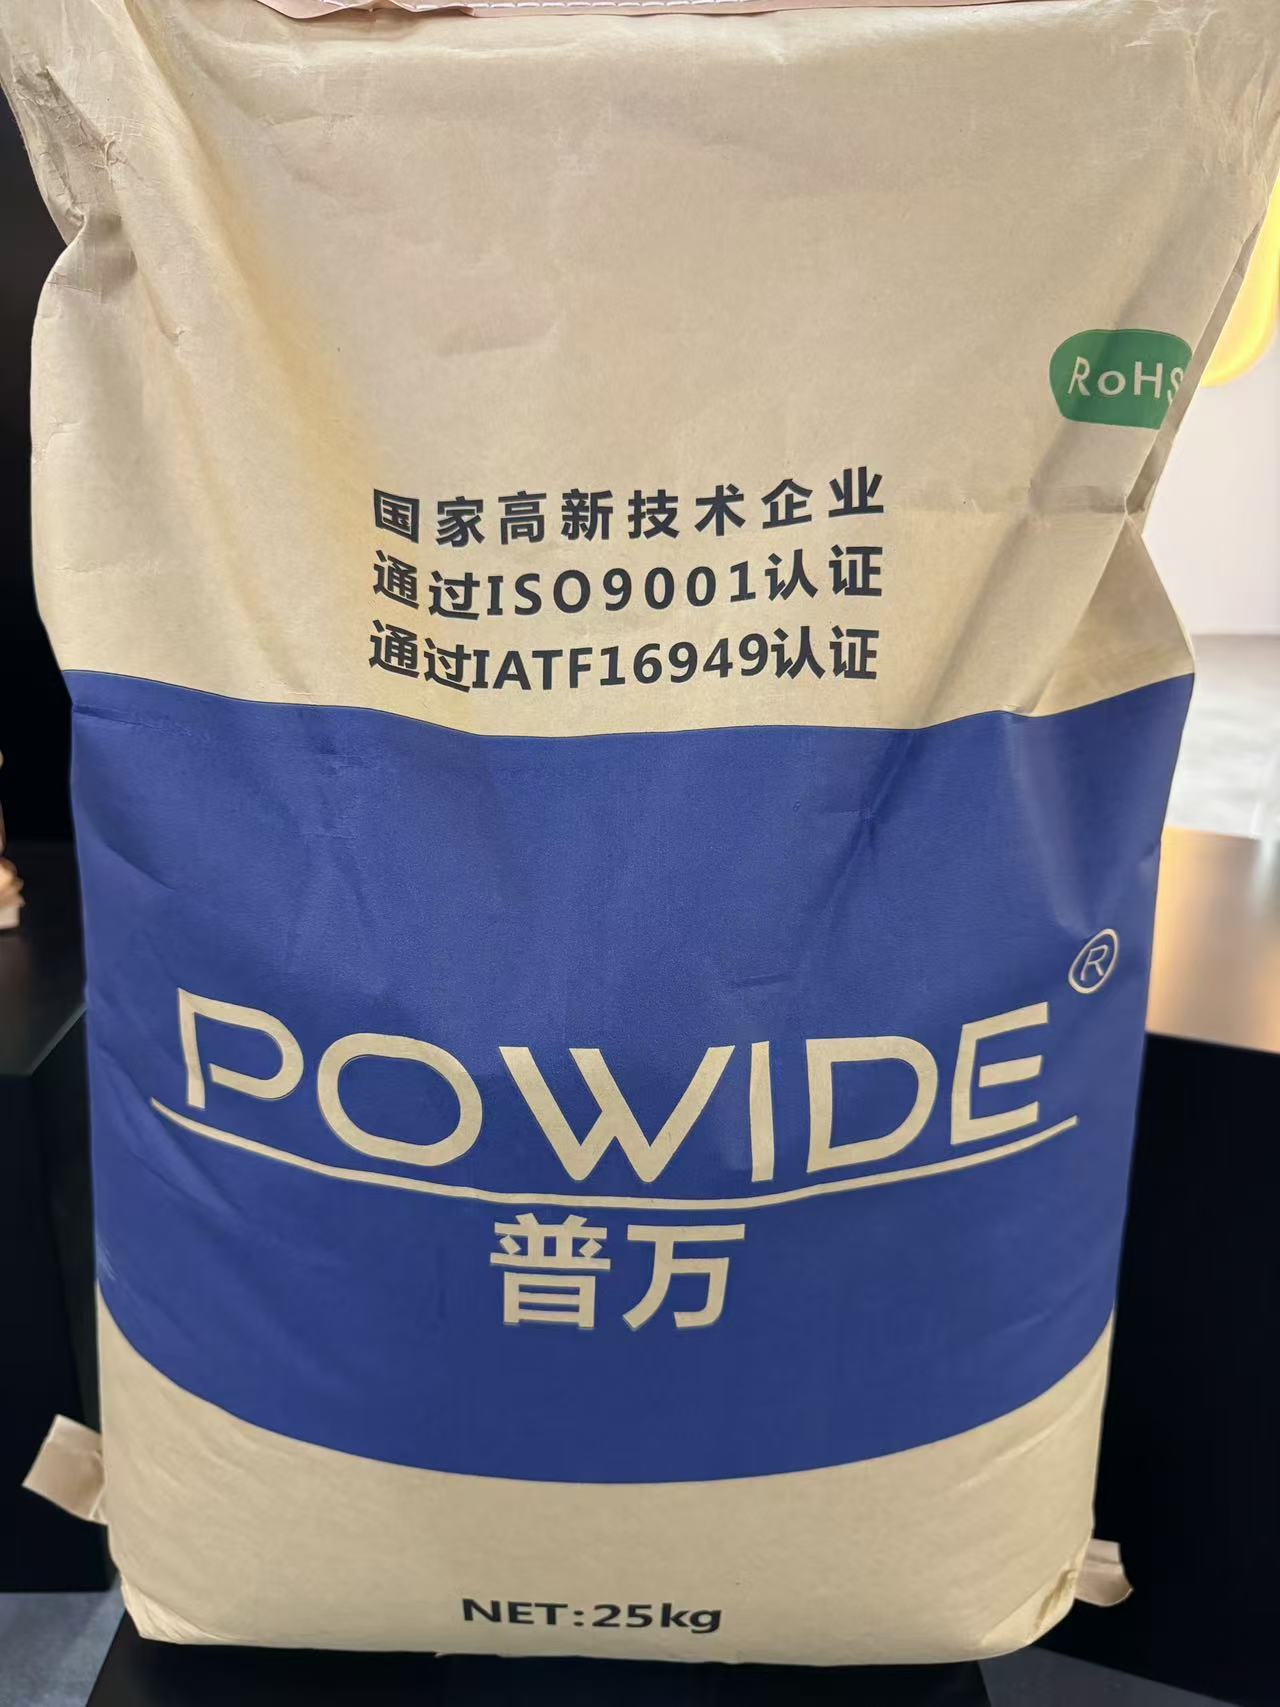 RoHS
国家高新技术企业
通过ISO9001认证
通过IATF16949认证
POWIDE®
普万
NET:25kg